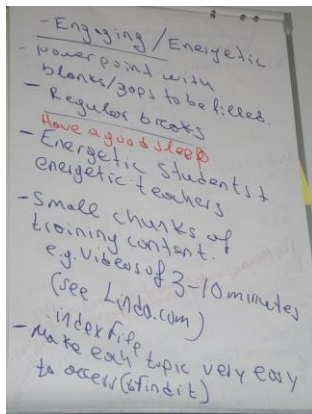 - Engaging/Energetic
- powerpoint with
blanks/gaps to be filled.
- Regular breaks
Have a good sleep
- Energetic Students +
energetic teachers
- Small chunks of
training content.
e.g. Videos of 3-10 minutes
(see Linda.com)
index file
- Make each topic very easy
to access (& find it)